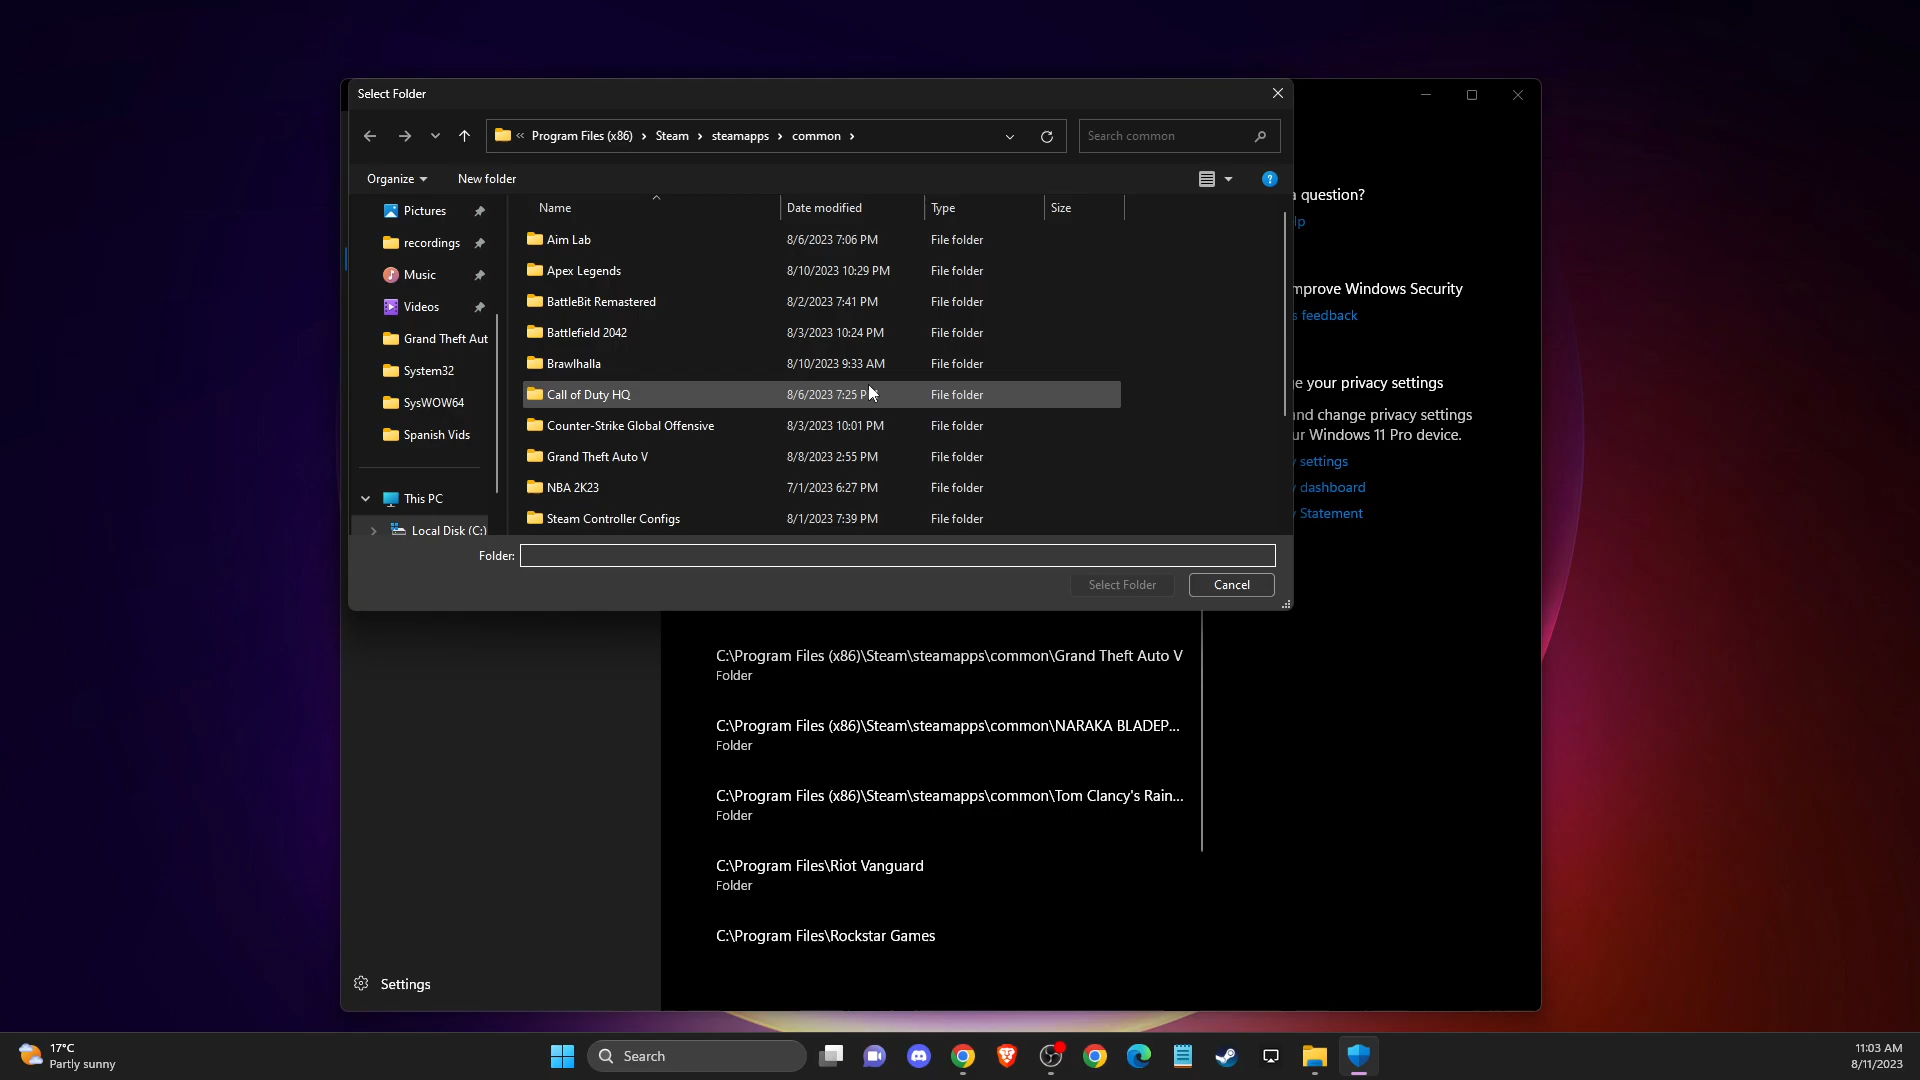 Select Folder
« Program Files (x86) › Steam › steamapps › common ›
Search common
Organize
New folder
Name
Date modified
Type
Size
Pictures
recordings
Music
Videos
Grand Theft Aut
System32
SysWOW64
Spanish Vids
This PC
Local Disk (C:)
Aim Lab 8/6/2023 7:06 PM File folder
Apex Legends 8/10/2023 10:29 PM File folder
BattleBit Remastered 8/2/2023 7:41 PM File folder
Battlefield 2042 8/3/2023 10:24 PM File folder
Brawlhalla 8/10/2023 9:33 AM File folder
Call of Duty HQ 8/6/2023 7:25 P File folder
Counter-Strike Global Offensive 8/3/2023 10:01 PM File folder
Grand Theft Auto V 8/8/2023 2:55 PM File folder
NBA 2K23 7/1/2023 6:27 PM File folder
Steam Controller Configs 8/1/2023 7:39 PM File folder
Folder:
Select Folder
Cancel
question?
lp
mprove Windows Security
s feedback
e your privacy settings
nd change privacy settings
ur Windows 11 Pro device.
settings
dashboard
Statement
C:\Program Files (x86)\Steam\steamapps\common\Grand Theft Auto V
Folder
C:\Program Files (x86)\Steam\steamapps\common\NARAKA BLADEP...
Folder
C:\Program Files (x86)\Steam\steamapps\common\Tom Clancy's Rain...
Folder
C:\Program Files\Riot Vanguard
Folder
C:\Program Files\Rockstar Games
Settings
17°C
Partly sunny
Search
11:03 AM
8/11/2023